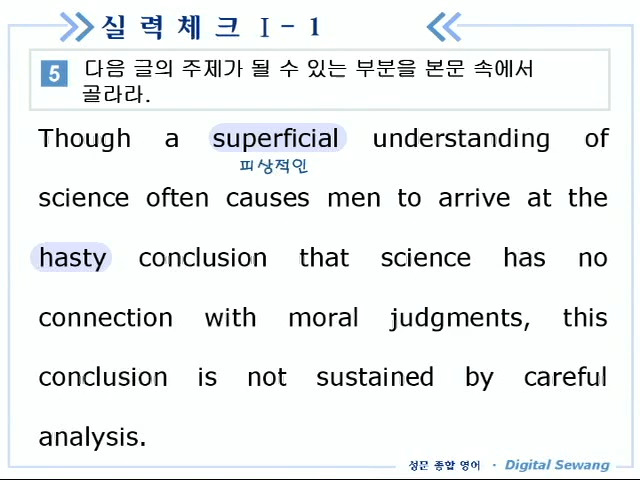 실력체크 I - 1
5 다음 글의 주제가 될 수 있는 부분을 본문 속에서
골라라.
Though a superficial understanding of
피상적인
science often causes men to arrive at the
hasty conclusion that science has no
connection with moral judgments, this
conclusion is not sustained by careful
analysis.
성문 종합 영어 · Digital Sewang